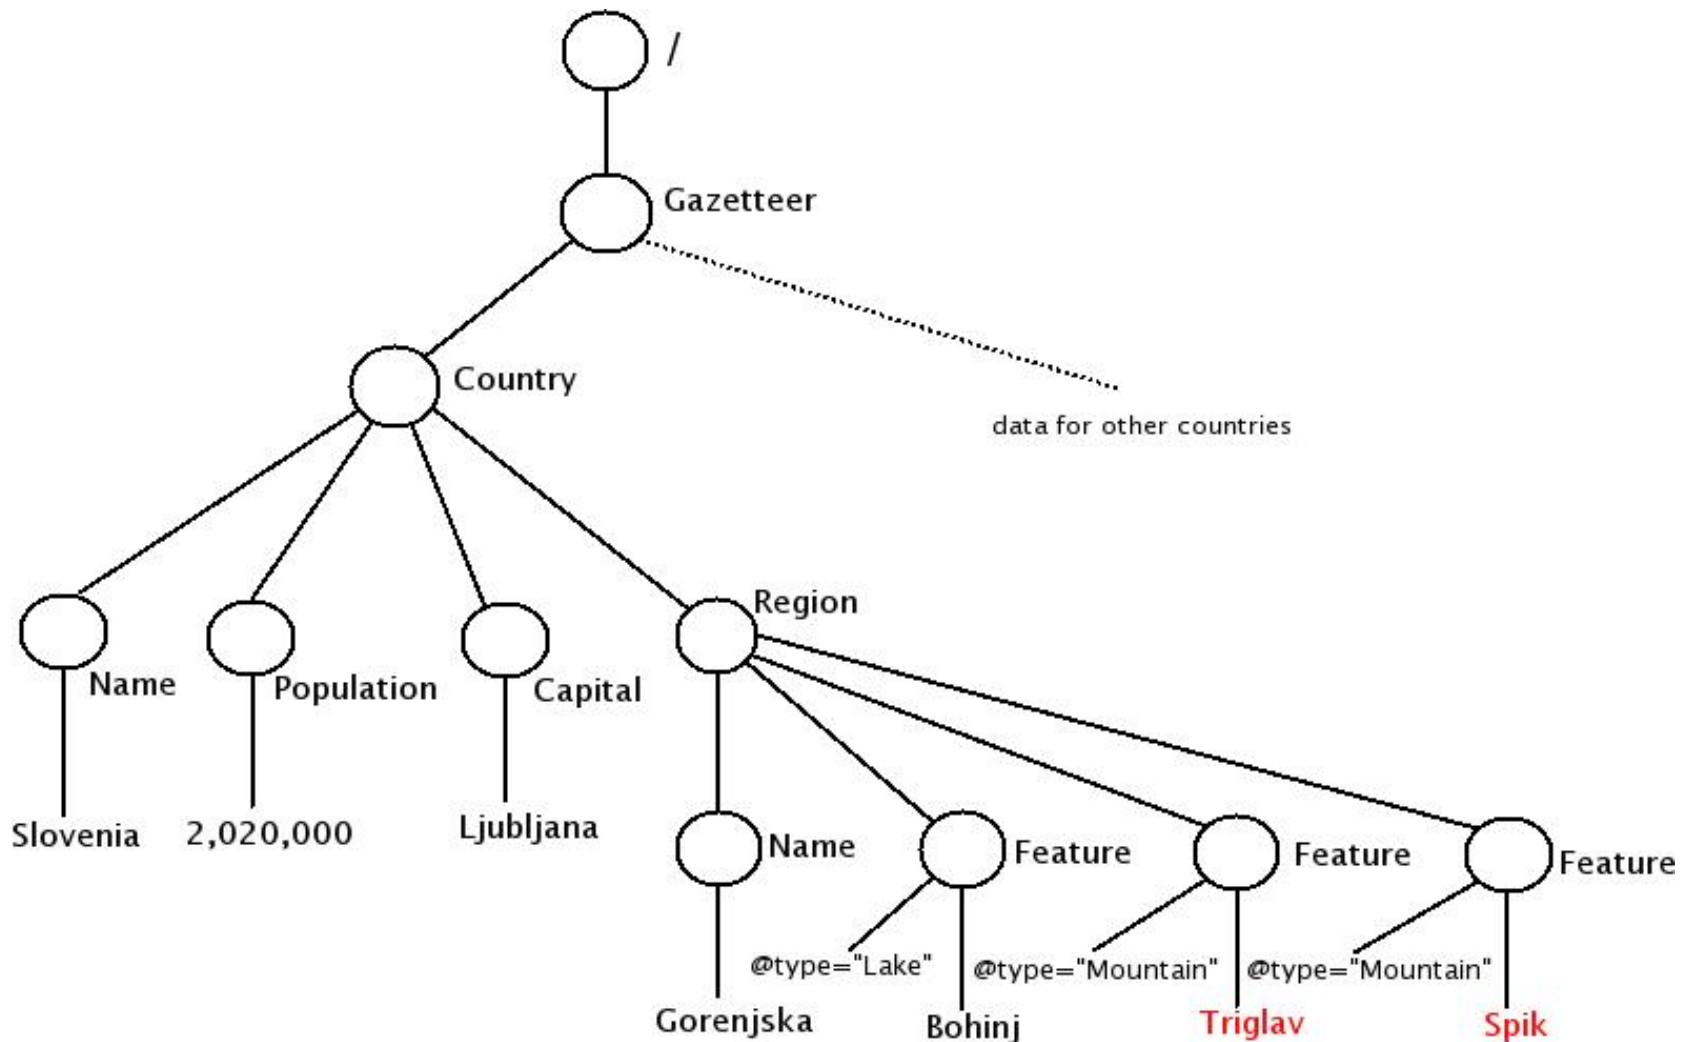 /
Gazetteer
Country
data for other countries
Region
Name
Population
Capital
Slovenia
2,020,000
Ljubljana
Name
Feature
Feature
Feature
@type="Lake"
@type="Mountain"
@type="Mountain"
Gorenjska
Bohinj
Triglav
Spik